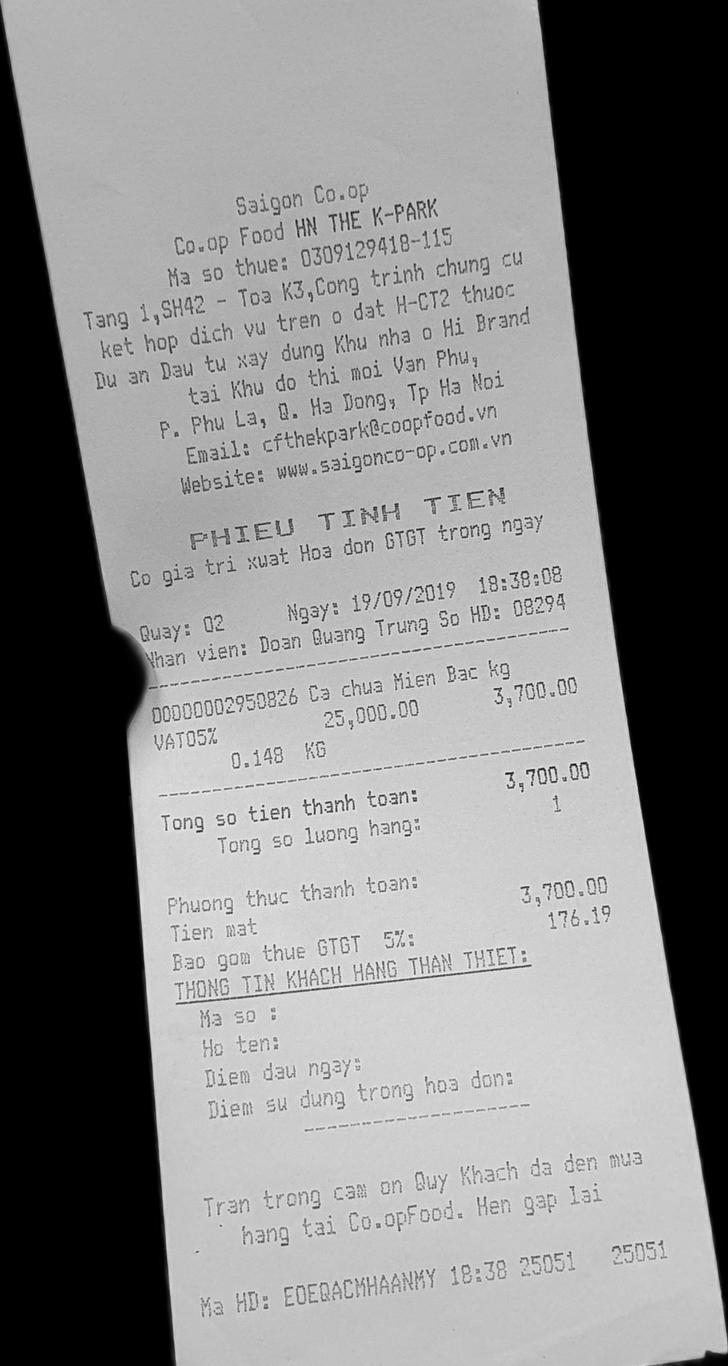 Saigon Co.op
Co.op Food HN THE K-PARK
Ma so thue: 0309129418-115
Tang 1,SH42 - Toa K3,Cong trinh chung cu
ket hop dich vu tren o dat H-CT2 thuoc
Du an Dau tu xay dung Khu nha o Hi Brand
tai Khu do thi moi Van Phu,
P. Phu La, Q. Ha Dong, Tp Ha Noi
Email: cfthekpark@coopfood.vn
Website: www.saigonco-op.com.vn
PHIEU TINH TIEN
Co gia tri xuat Hoa don GTGT trong ngay
Quay: 02 Ngay: 19/09/2019 18:38:08
Nhan vien: Doan Quang Trung So HD: 08294
00000002950826 Ca chua Mien Bac kg
VAT05% 25,000.00 3,700.00
0.148 KG
Tong so tien thanh toan: 3,700.00
Tong so luong hang: 1
Phuong thuc thanh toan:
Tien mat 3,700.00
Bao gom thue GTGT 5%: 176.19
THONG TIN KHACH HANG THAN THIET:
Ma so :
Ho ten:
Diem dau ngay:
Diem su dung trong hoa don:
Tran trong cam on Quy Khach da den mua
hang tai Co.opFood. Hen gap lai
Ma HD: EOEQACMHAANMY 18:38 25051 25051